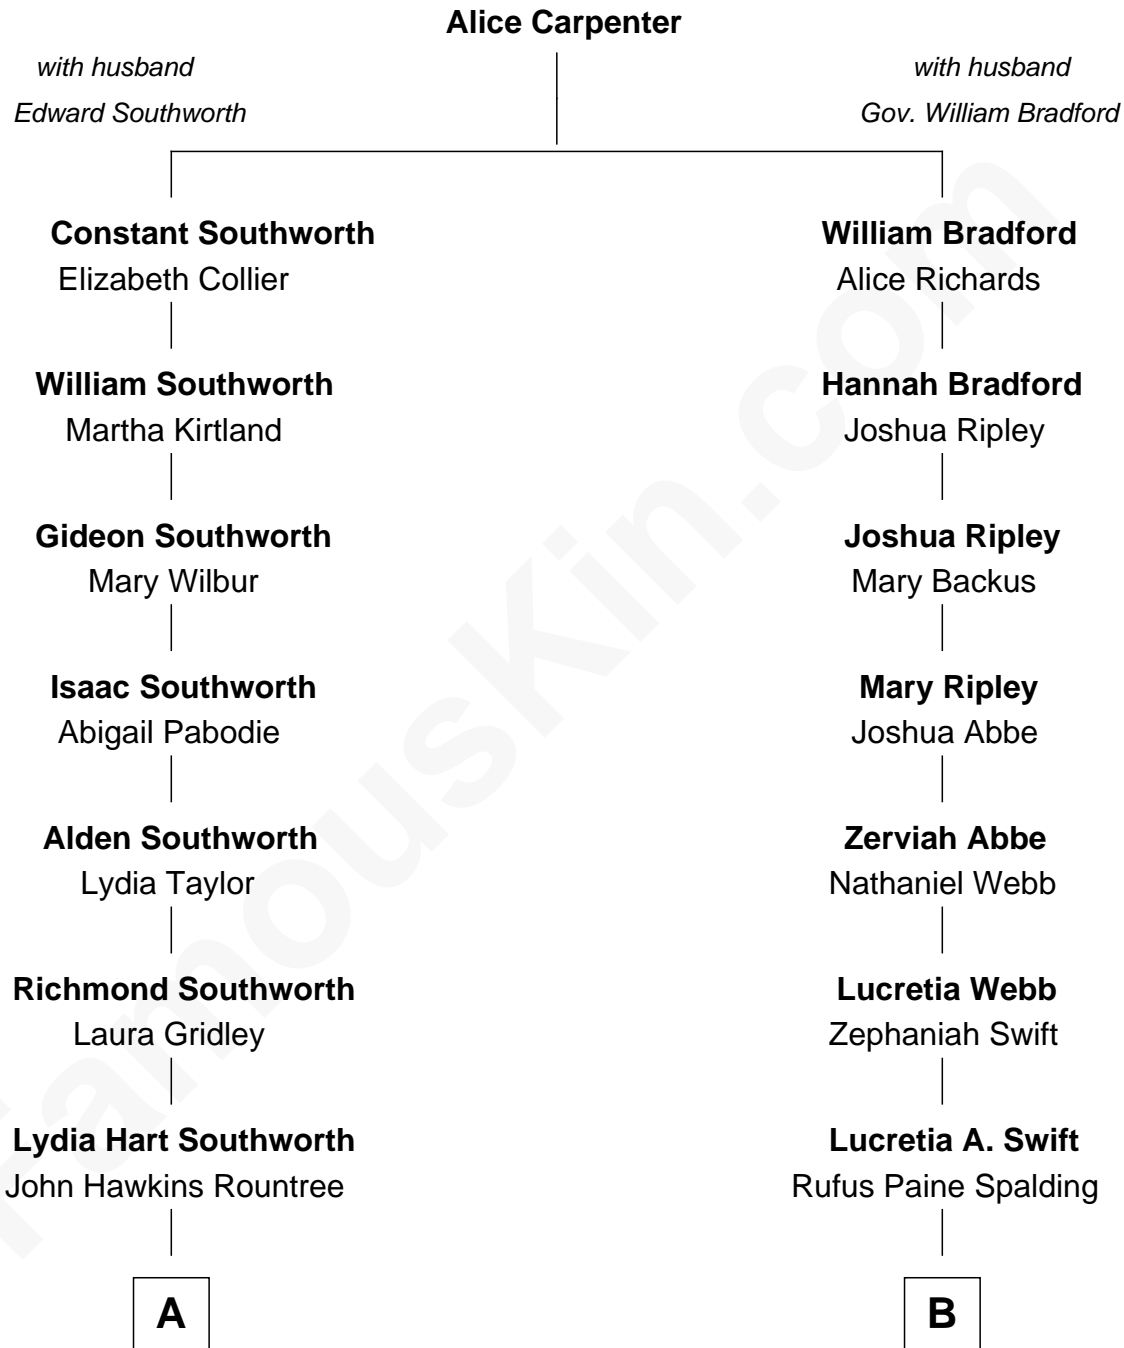 Alice Carpenter
with husband
Edward Southworth
with husband
Gov. William Bradford
Constant Southworth
Elizabeth Collier
William Southworth
Martha Kirtland
Gideon Southworth
Mary Wilbur
Isaac Southworth
Abigail Pabodie
Alden Southworth
Lydia Taylor
Richmond Southworth
Laura Gridley
Lydia Hart Southworth
John Hawkins Rountree
A
William Bradford
Alice Richards
Hannah Bradford
Joshua Ripley
Joshua Ripley
Mary Backus
Mary Ripley
Joshua Abbe
Zerviah Abbe
Nathaniel Webb
Lucretia Webb
Zephaniah Swift
Lucretia A. Swift
Rufus Paine Spalding
B
FamousKin.com